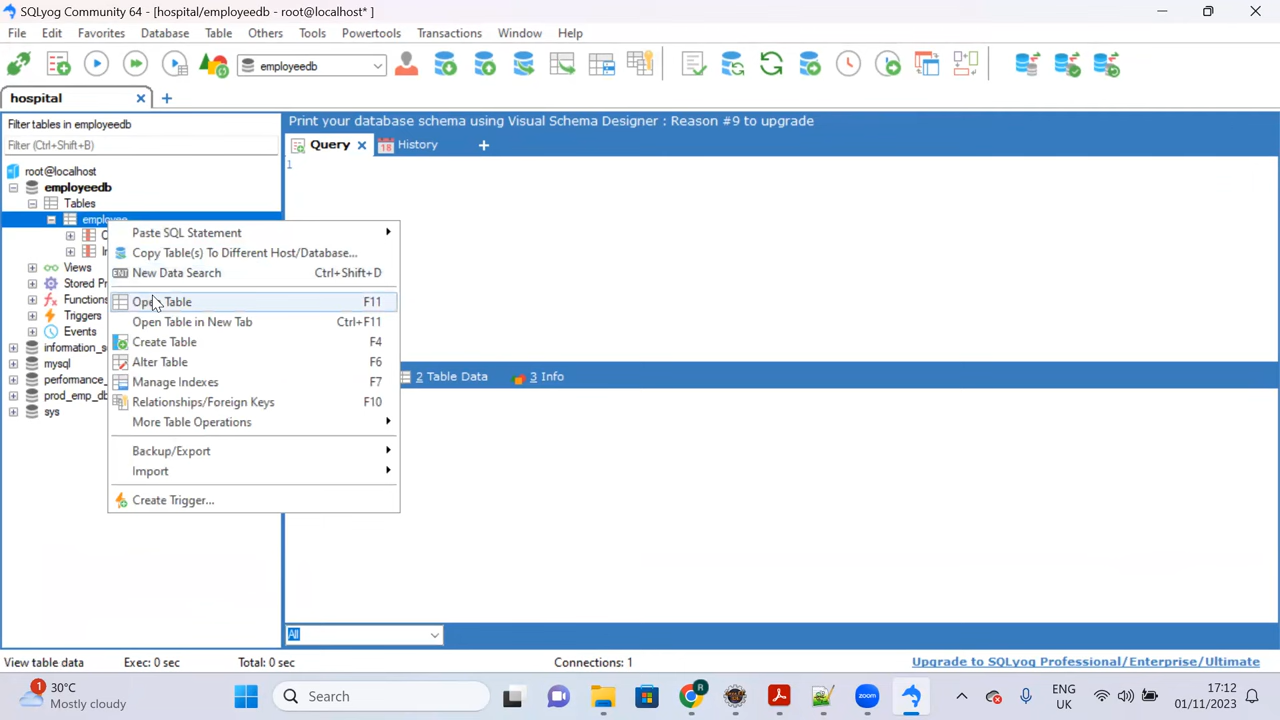 SQLyog Community 64 - [hospital/employeedb - root@localhost* ]
File Edit Favorites Database Table Others Tools Powertools Transactions Window Help
employeedb
hospital
Filter tables in employeedb
Print your database schema using Visual Schema Designer : Reason #9 to upgrade
Filter (Ctrl+Shift+B)
Query
18 History
1
root@localhost
employeedb
Tables
employee
Views
Stored Pr
Functions
Triggers
Events
information_s
mysql
performance_
prod_emp_db
sys
Paste SQL Statement
Copy Table(s) To Different Host/Database...
New Data Search Ctrl+Shift+D
Open Table F11
Open Table in New Tab Ctrl+F11
Create Table F4
Alter Table F6
Manage Indexes F7
Relationships/Foreign Keys F10
More Table Operations
Backup/Export
Import
Create Trigger...
2 Table Data
3 Info
All
View table data
Exec: 0 sec
Total: 0 sec
Connections: 1
Upgrade to SQLyog Professional/Enterprise/Ultimate
1
30°C
Mostly cloudy
Search
R
zoom
ENG
UK
17:12
01/11/2023